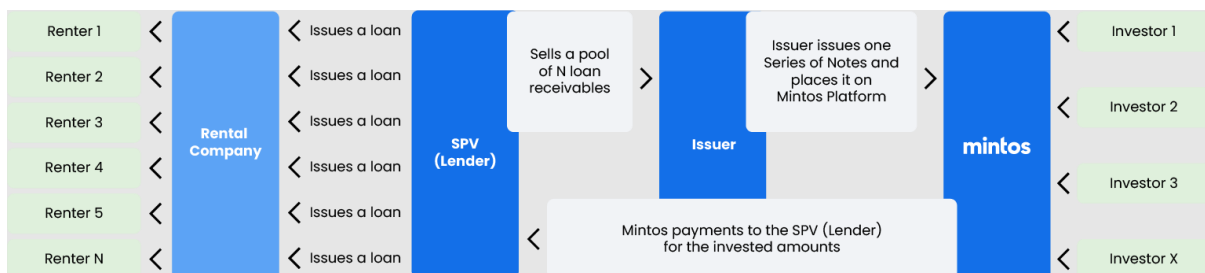 Renter 1
Renter 2
Renter 3
Renter 4
Renter 5
Renter N
Rental
Company
Issues a loan
Issues a loan
Issues a loan
Issues a loan
Issues a loan
Issues a loan
SPV
(Lender)
Sells a pool
of N loan
receivables
Issuer
Issuer issues one
Series of Notes and
places it on
Mintos Platform
Mintos payments to the SPV (Lender)
for the invested amounts
mintos
Investor 1
Investor 2
Investor 3
Investor X